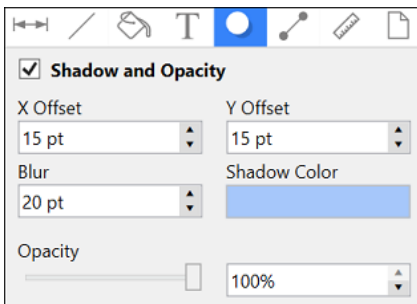 T
Shadow and Opacity
X Offset
Y Offset
15 pt
15 pt
Blur
Shadow Color
20 pt
Opacity
100%